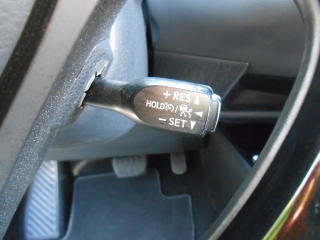 + RES ▲
HOLD / ◀
− SET ▼